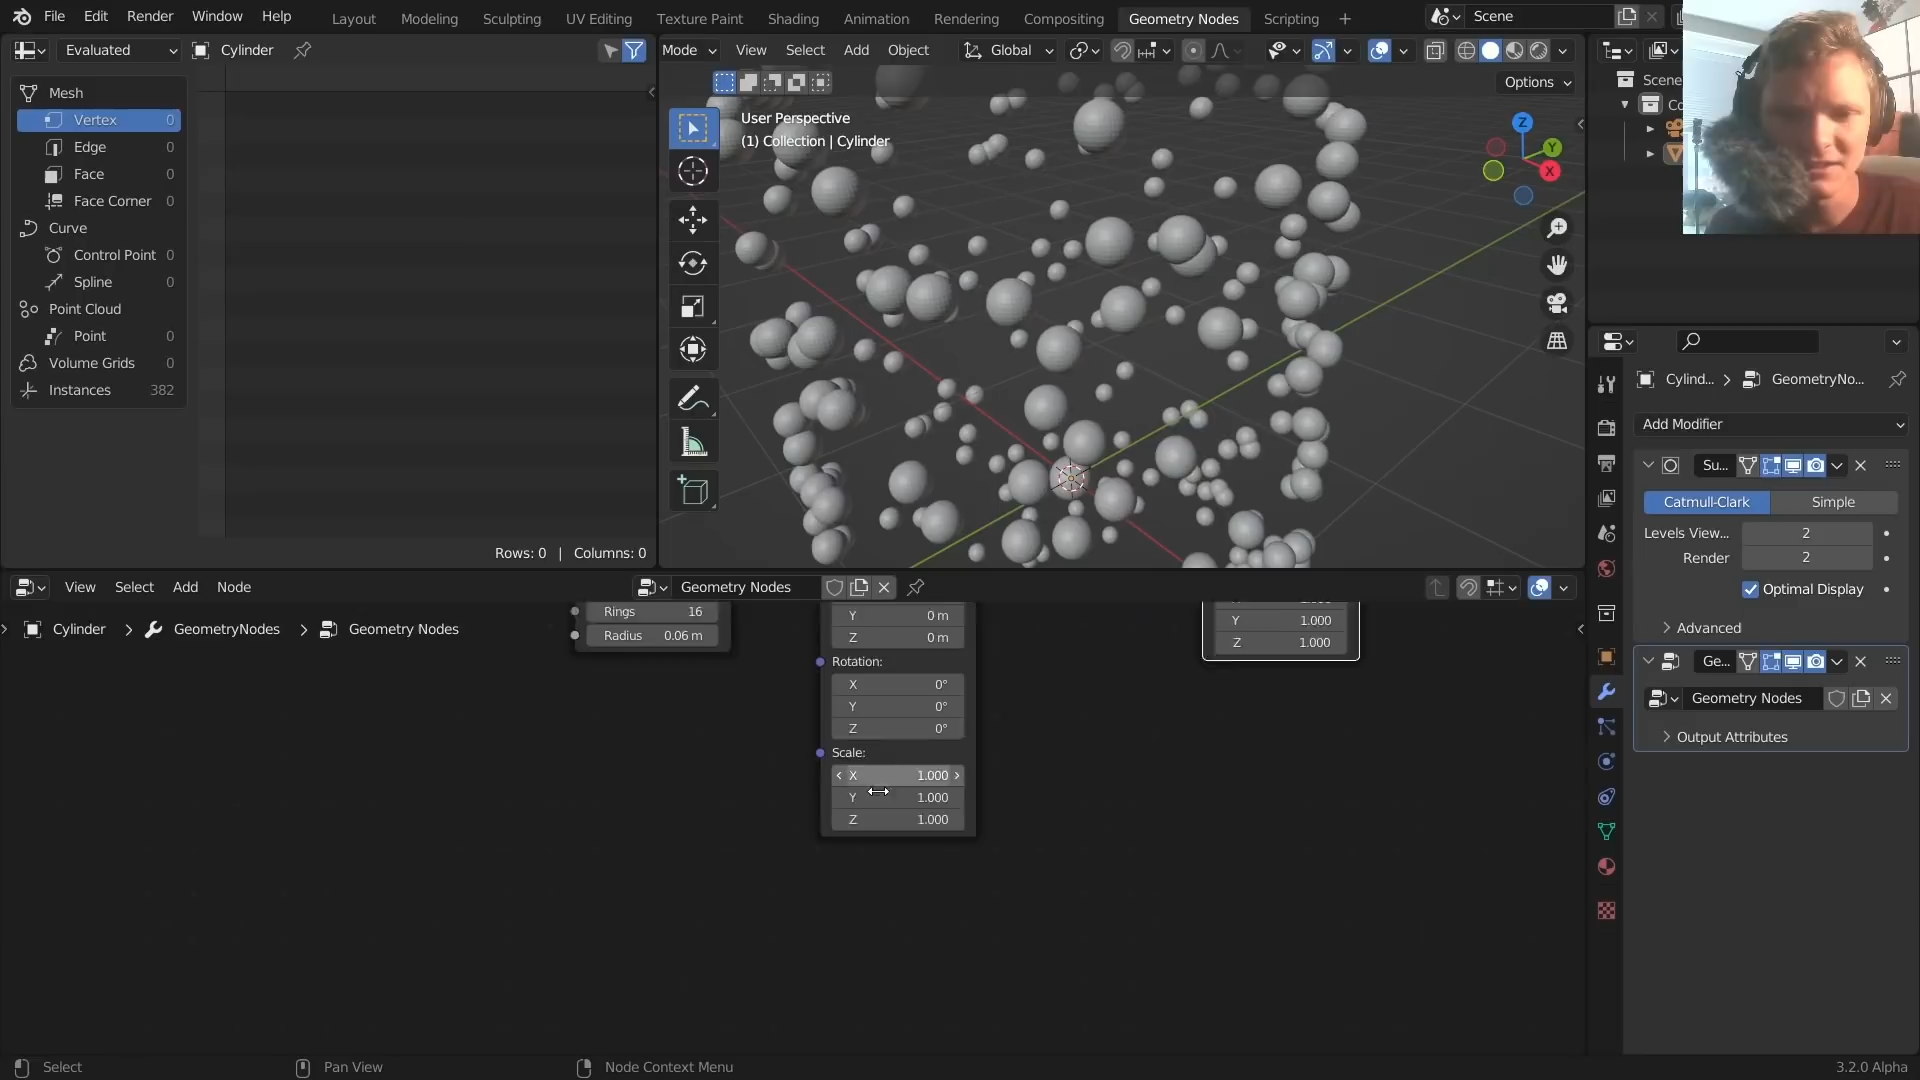 File Edit Render Window Help
Layout Modeling Sculpting UV Editing Texture Paint Shading Animation Rendering Compositing Geometry Nodes Scripting
Scene
Evaluated Cylinder
Mode View Select Add Object Global
Options
Mesh
Vertex 0
Edge 0
Face 0
Face Corner 0
Curve
Control Point 0
Spline 0
Point Cloud
Point 0
Volume Grids 0
Instances 382
Rows: 0 | Columns: 0
User Perspective
(1) Collection | Cylinder
Z
Y
X
Scene
Co
Cylind... GeometryNo...
Add Modifier
Su...
Catmull-Clark Simple
Levels View... 2
Render 2
Optimal Display
Advanced
Ge...
Geometry Nodes
Output Attributes
View Select Add Node Geometry Nodes
Cylinder GeometryNodes Geometry Nodes
Rings 16
Radius 0.06 m
Y 0 m
Z 0 m
Rotation:
X 0°
Y 0°
Z 0°
Scale:
X 1.000
Y 1.000
Z 1.000
Y 1.000
Z 1.000
Select Pan View Node Context Menu 3.2.0 Alpha